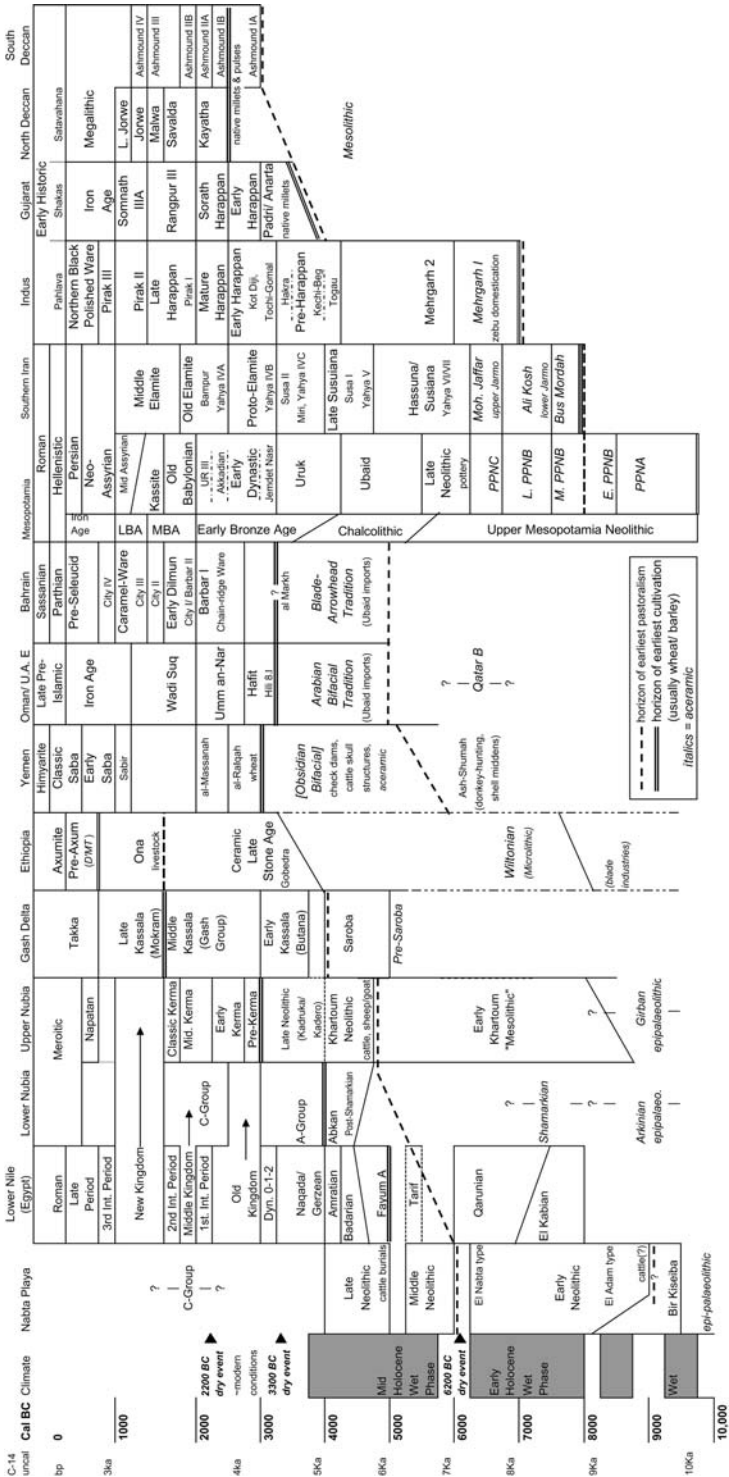 C-14
uncal
bp
3ka
4ka
5Ka
6Ka
7Ka
8Ka
9Ka
10Ka
Cal BC
0
1000
2000
3000
4000
5000
6000
7000
8000
9000
10,000
Climate
2200 BC
dry event
~modern
conditions
3300 BC
dry event
Mid
Holocene
Wet
Phase
6200 BC
dry event
Early
Holocene
Wet
Phase
Wet
Nabta Playa
? ?
C-Group
Late
Neolithic
cattle burials
Middle
Neolithic
El Nabta type
Early
Neolithic
El Adam type
cattle(?)
?
Bir Kiseiba
epi-palaeolithic
Lower Nile
(Egypt)
Roman
Late
Period
3rd Int. Period
New Kingdom
2nd Int. Period
Middle Kingdom
1st. Int. Period
Old
Kingdom
Dyn. 0-1-2
Nagada/
Gerzean
Amratian
Badarian
Fayum A
Tarif
Qarunian
El Kabian
Lower Nubia
C-Group
A-Group
Abkan
Post-Shamarkian
?
Shamarkian
?
Arkinian
epipalaeo.
Upper Nubia
Meroitic
Napatan
Classic Kerma
Mid. Kerma
Early
Kerma
Pre-Kerma
Late Neolithic
(Kadruka/
Kadero)
Khartoum
Neolithic
cattle, sheep/goat
Early
Khartoum
"Mesolithic"
?
Girban
epipalaeolithic
Gash Delta
Takka
Late
Kassala
(Mokram)
Middle
Kassala
(Gash
Group)
Early
Kassala
(Butana)
Saroba
Pre-Saroba
Ethiopia
Axumite
Pre-Axum
(D'MT)
Ona
livestock
Ceramic
Late
Stone Age
Gobedra
Wiltonian
(Microlithic)
(blade
industries)
Yemen
Himyarite
Classic
Saba
Early
Saba
Sabir
al-Massanah
al-Ralqah
wheat
[Obsidian
Bifacial]
check dams,
cattle skull
structures,
aceramic
Ash-Shumah
(donkey-hunting,
shell middens)
Oman/ U.A. E
Late Pre-
Islamic
Iron Age
Wadi Suq
Umm an-Nar
Hafit
Hili 8.I
Arabian
Bifacial
Tradition
(Ubaid imports)
?
Qatar B
?
Bahrain
Sassanian
Parthian
Pre-Seleucid
City IV
Caramel-Ware
City III
City II
Early Dilmun
City I/ Barbar II
Barbar I
Chain-ridge Ware
?
al Markh
Blade-
Arrowhead
Tradition
(Ubaid imports)
Mesopotamia
Roman
Hellenistic
Iron
Age
LBA
MBA
Early Bronze Age
Chalcolithic
Upper Mesopotamia Neolithic
Persian
Neo-
Assyrian
Mid Assyrian
Kassite
Old
Babylonian
UR III
Akkadian
Early
Dynastic
Jemdet Nasr
Uruk
Ubaid
Late
Neolithic
pottery
PPNC
L. PPNB
M. PPNB
E. PPNB
PPNA
Southern Iran
Middle
Elamite
Old Elamite
Bampur
Yahya IVA
Proto-Elamite
Yahya IVB
Susa II
Miri, Yahya IVC
Late Susuiana
Susa I
Yahya V
Hassuna/
Susiana
Yahya VI/VII
Moh. Jaffar
upper Jarmo
Ali Kosh
lower Jarmo
Bus Mordah
Indus
Early Historic
Pahlava
Northern Black
Polished Ware
Pirak III
Pirak II
Late
Harappan
Pirak I
Mature
Harappan
Early Harappan
Kot Diji,
Tochi-Gomal
Hakra
Pre-Harappan
Kechi-Beg
Togau
Mehrgarh 2
Mehrgarh I
zebu domestication
Gujarat
Shakas
Iron
Age
Somnath
IIIA
Rangpur III
Sorath
Harappan
Early
Harappan
Padri/ Anarta
native millets
North Deccan
Satavahana
Megalithic
L. Jorwe
Jorwe
Malwa
Savalda
Kayatha
native millets & pulses
South
Deccan
Ashmound IV
Ashmound III
Ashmound IIB
Ashmound IIA
Ashmound IB
Ashmound IA
Mesolithic
horizon of earliest pastoralism
horizon of earliest cultivation
(usually wheat/ barley)
italics = aceramic